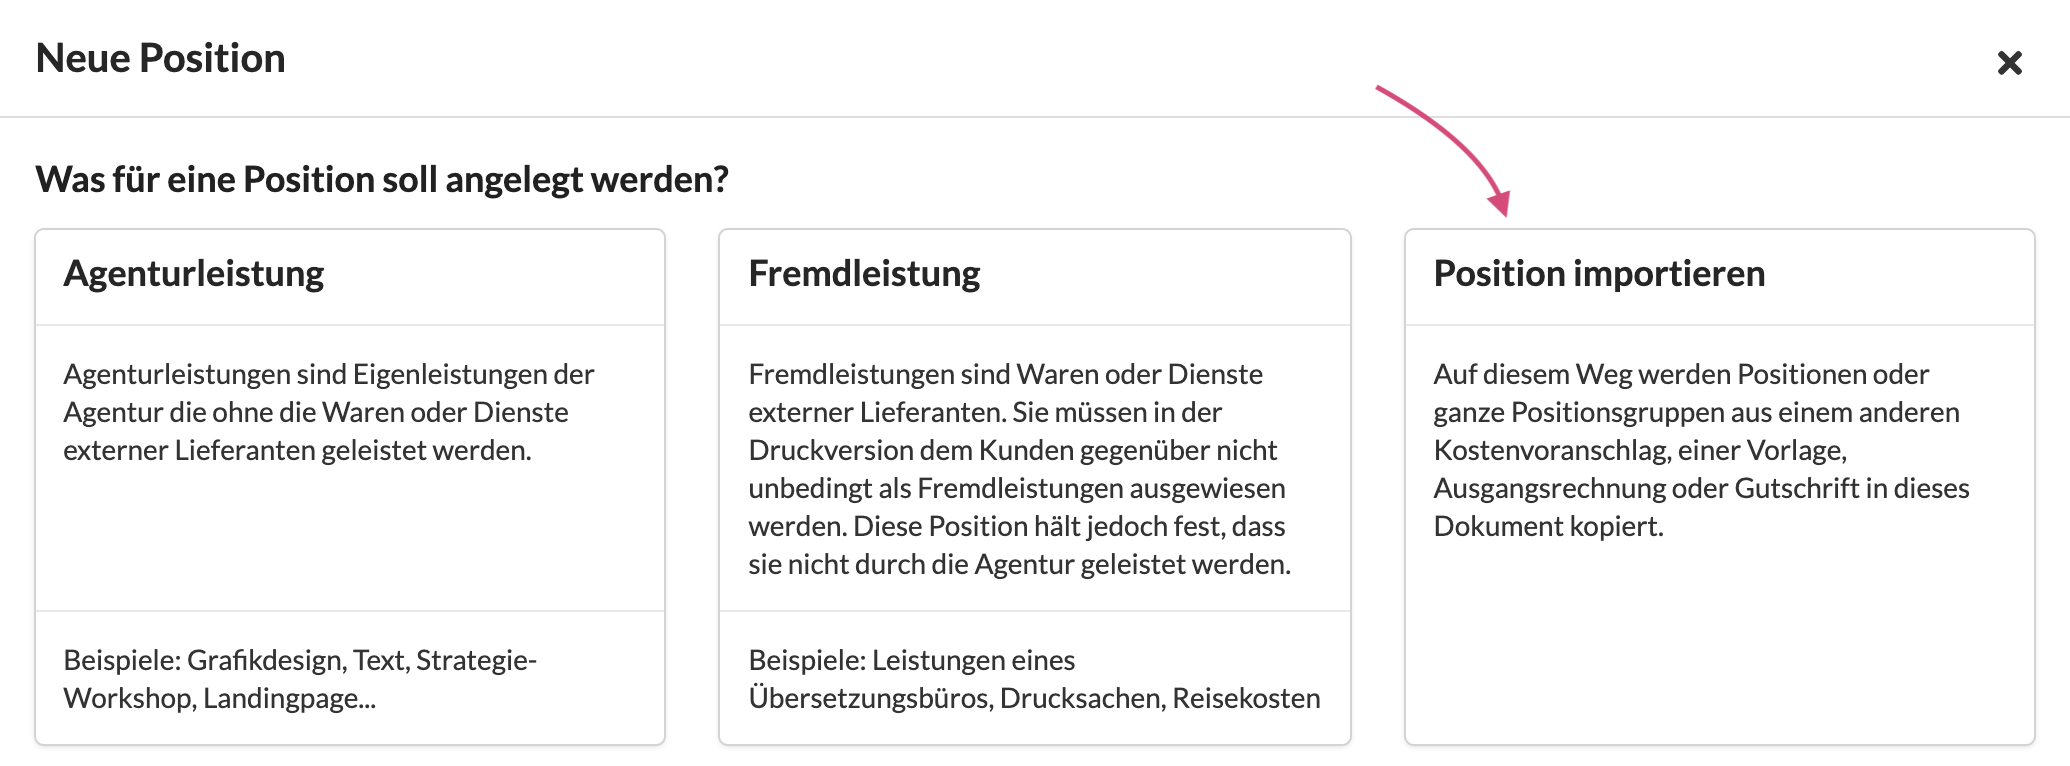 Neue Position
Was für eine Position soll angelegt werden?
Agenturleistung
Agenturleistungen sind Eigenleistungen der
Agentur die ohne die Waren oder Dienste
externer Lieferanten geleistet werden.
Beispiele: Grafikdesign, Text, Strategie-
Workshop, Landingpage...
Fremdleistung
Fremdleistungen sind Waren oder Dienste
externer Lieferanten. Sie müssen in der
Druckversion dem Kunden gegenüber nicht
unbedingt als Fremdleistungen ausgewiesen
werden. Diese Position hält jedoch fest, dass
sie nicht durch die Agentur geleistet werden.
Beispiele: Leistungen eines
Übersetzungsbüros, Drucksachen, Reisekosten
Position importieren
Auf diesem Weg werden Positionen oder
ganze Positionsgruppen aus einem anderen
Kostenvoranschlag, einer Vorlage,
Ausgangsrechnung oder Gutschrift in dieses
Dokument kopiert.